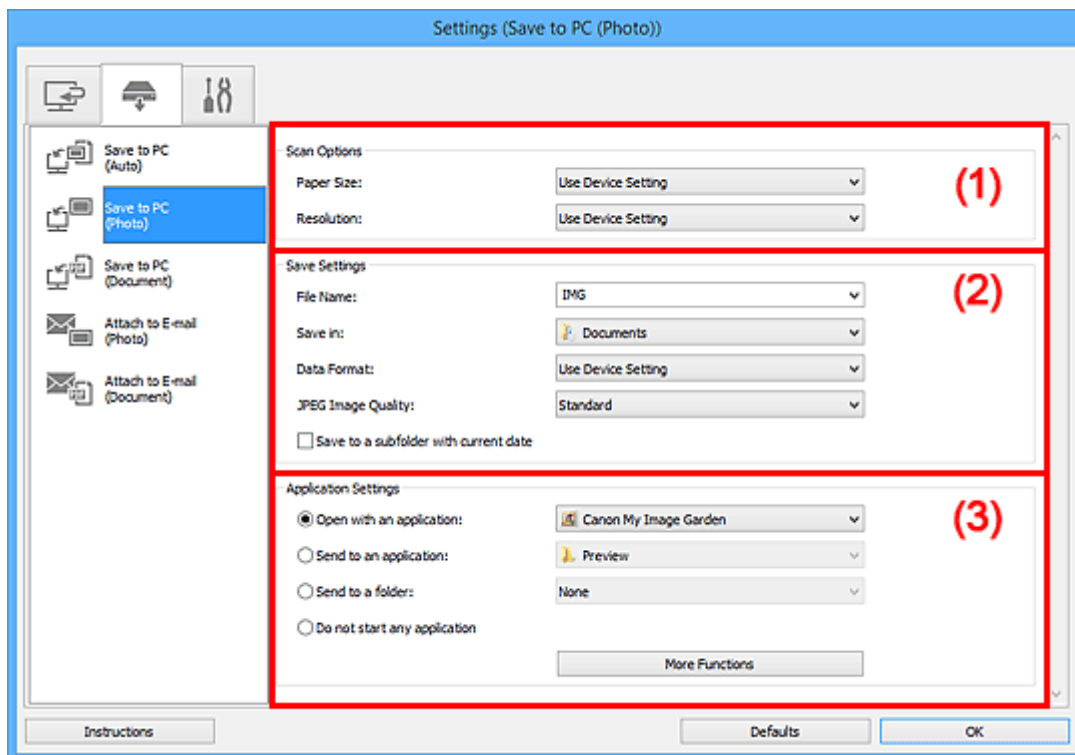 Settings (Save to PC (Photo))
Save to PC
(Auto)
Save to PC
(Photo)
Save to PC
(Document)
Attach to E-mail
(Photo)
Attach to E-mail
(Document)
Scan Options
(1)
Paper Size: Use Device Setting
Resolution: Use Device Setting
Save Settings
(2)
File Name: IMG
Save in: Documents
Data Format: Use Device Setting
JPEG Image Quality: Standard
Save to a subfolder with current date
Application Settings
(3)
Open with an application: Canon My Image Garden
Send to an application: Preview
Send to a folder: None
Do not start any application
More Functions
Instructions Defaults OK